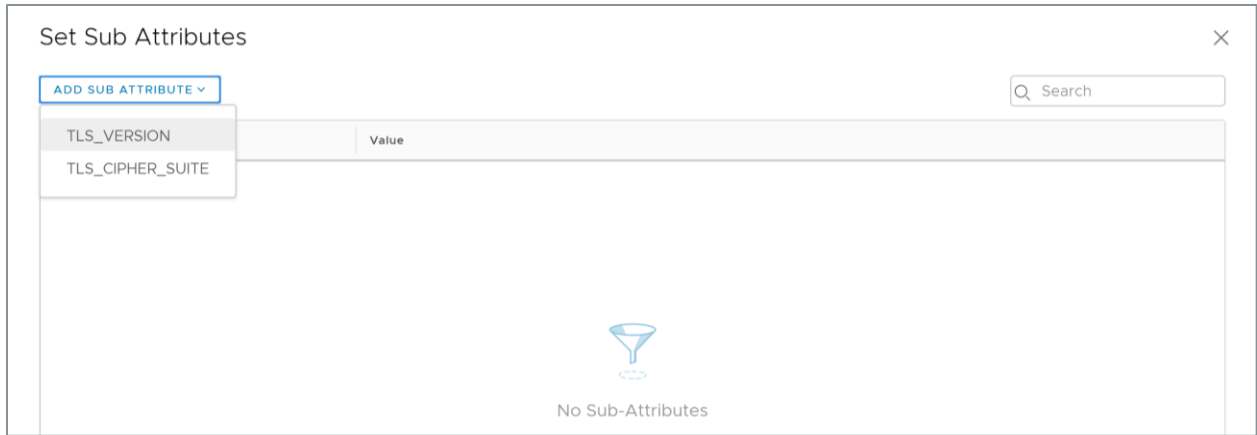 Set Sub Attributes
ADD SUB ATTRIBUTE
Search
TLS_VERSION
Value
TLS_CIPHER_SUITE
No Sub-Attributes